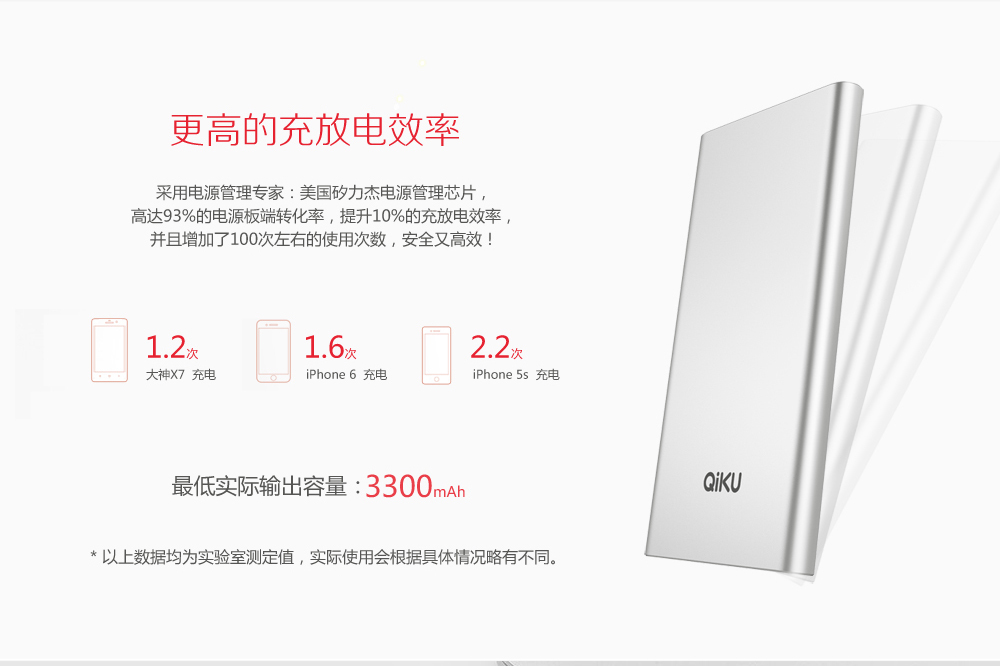 更高的充放电效率
采用电源管理专家：美国矽力杰电源管理芯片，
高达93%的电源板端转化率，提升10%的充放电效率，
并且增加了100次左右的使用次数，安全又高效！
1.2次
大神X7 充电
1.6次
iPhone 6 充电
2.2次
iPhone 5s 充电
最低实际输出容量：3300mAh
* 以上数据均为实验室测定值，实际使用会根据具体情况略有不同。
QiKU